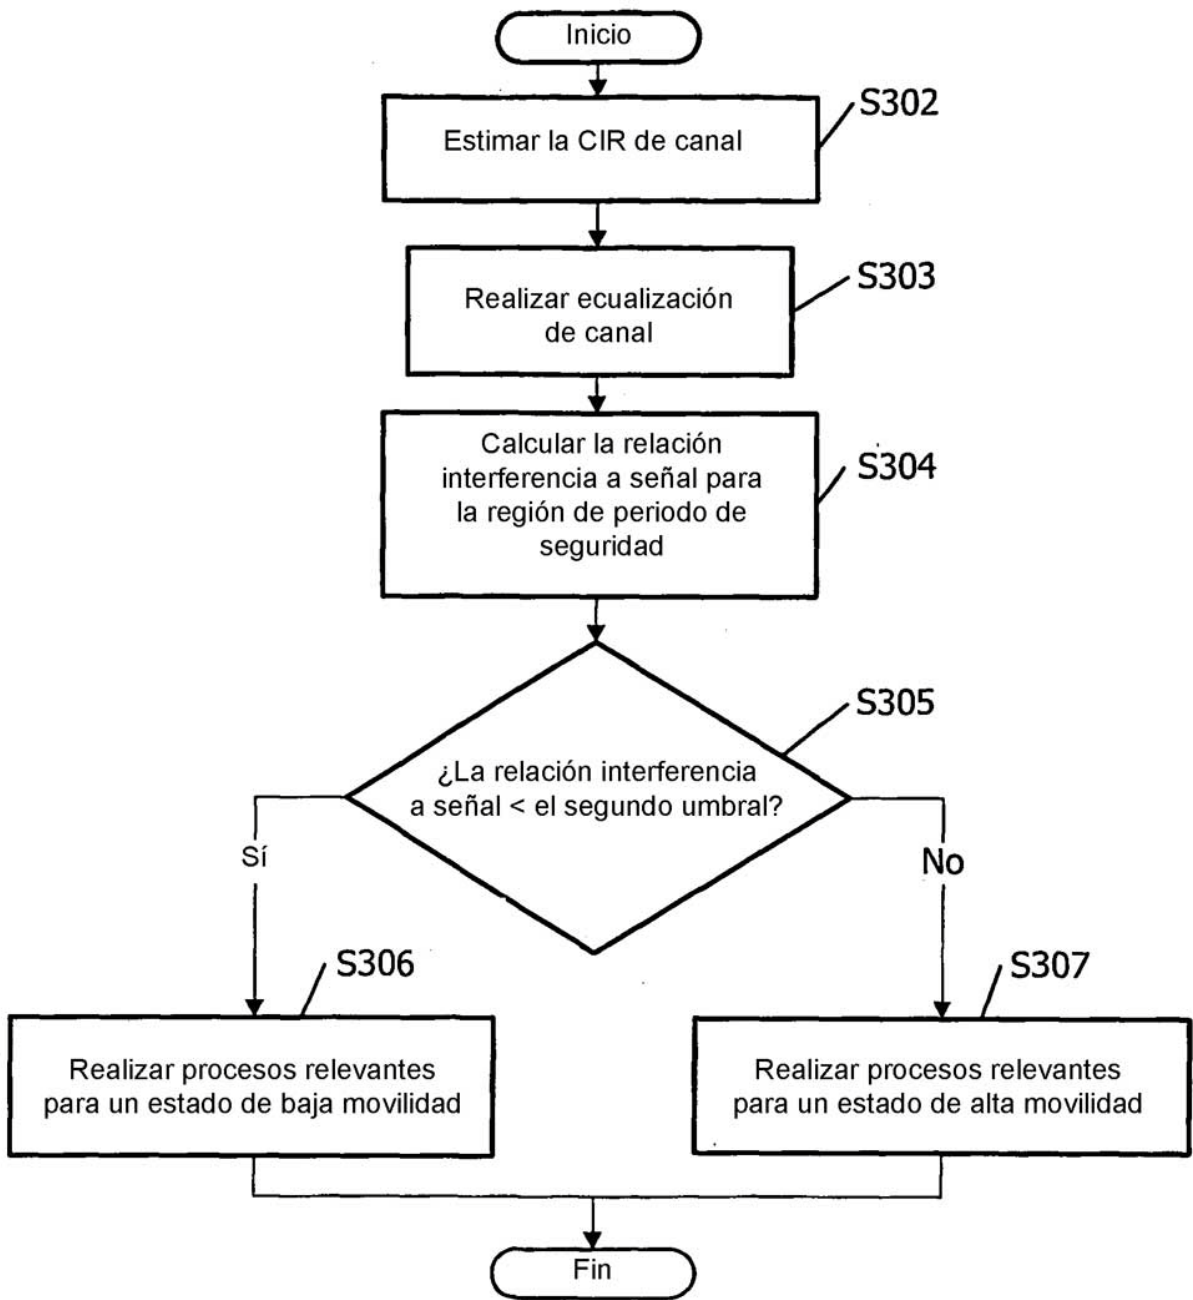 Inicio
S302
Estimar la CIR de canal
S303
Realizar ecualización
de canal
Calcular la relación
interferencia a señal para
la región de periodo de
seguridad
S304
S305
¿La relación interferencia
a señal < el segundo umbral?
Sí
No
S306
S307
Realizar procesos relevantes
para un estado de baja movilidad
Realizar procesos relevantes
para un estado de alta movilidad
Fin